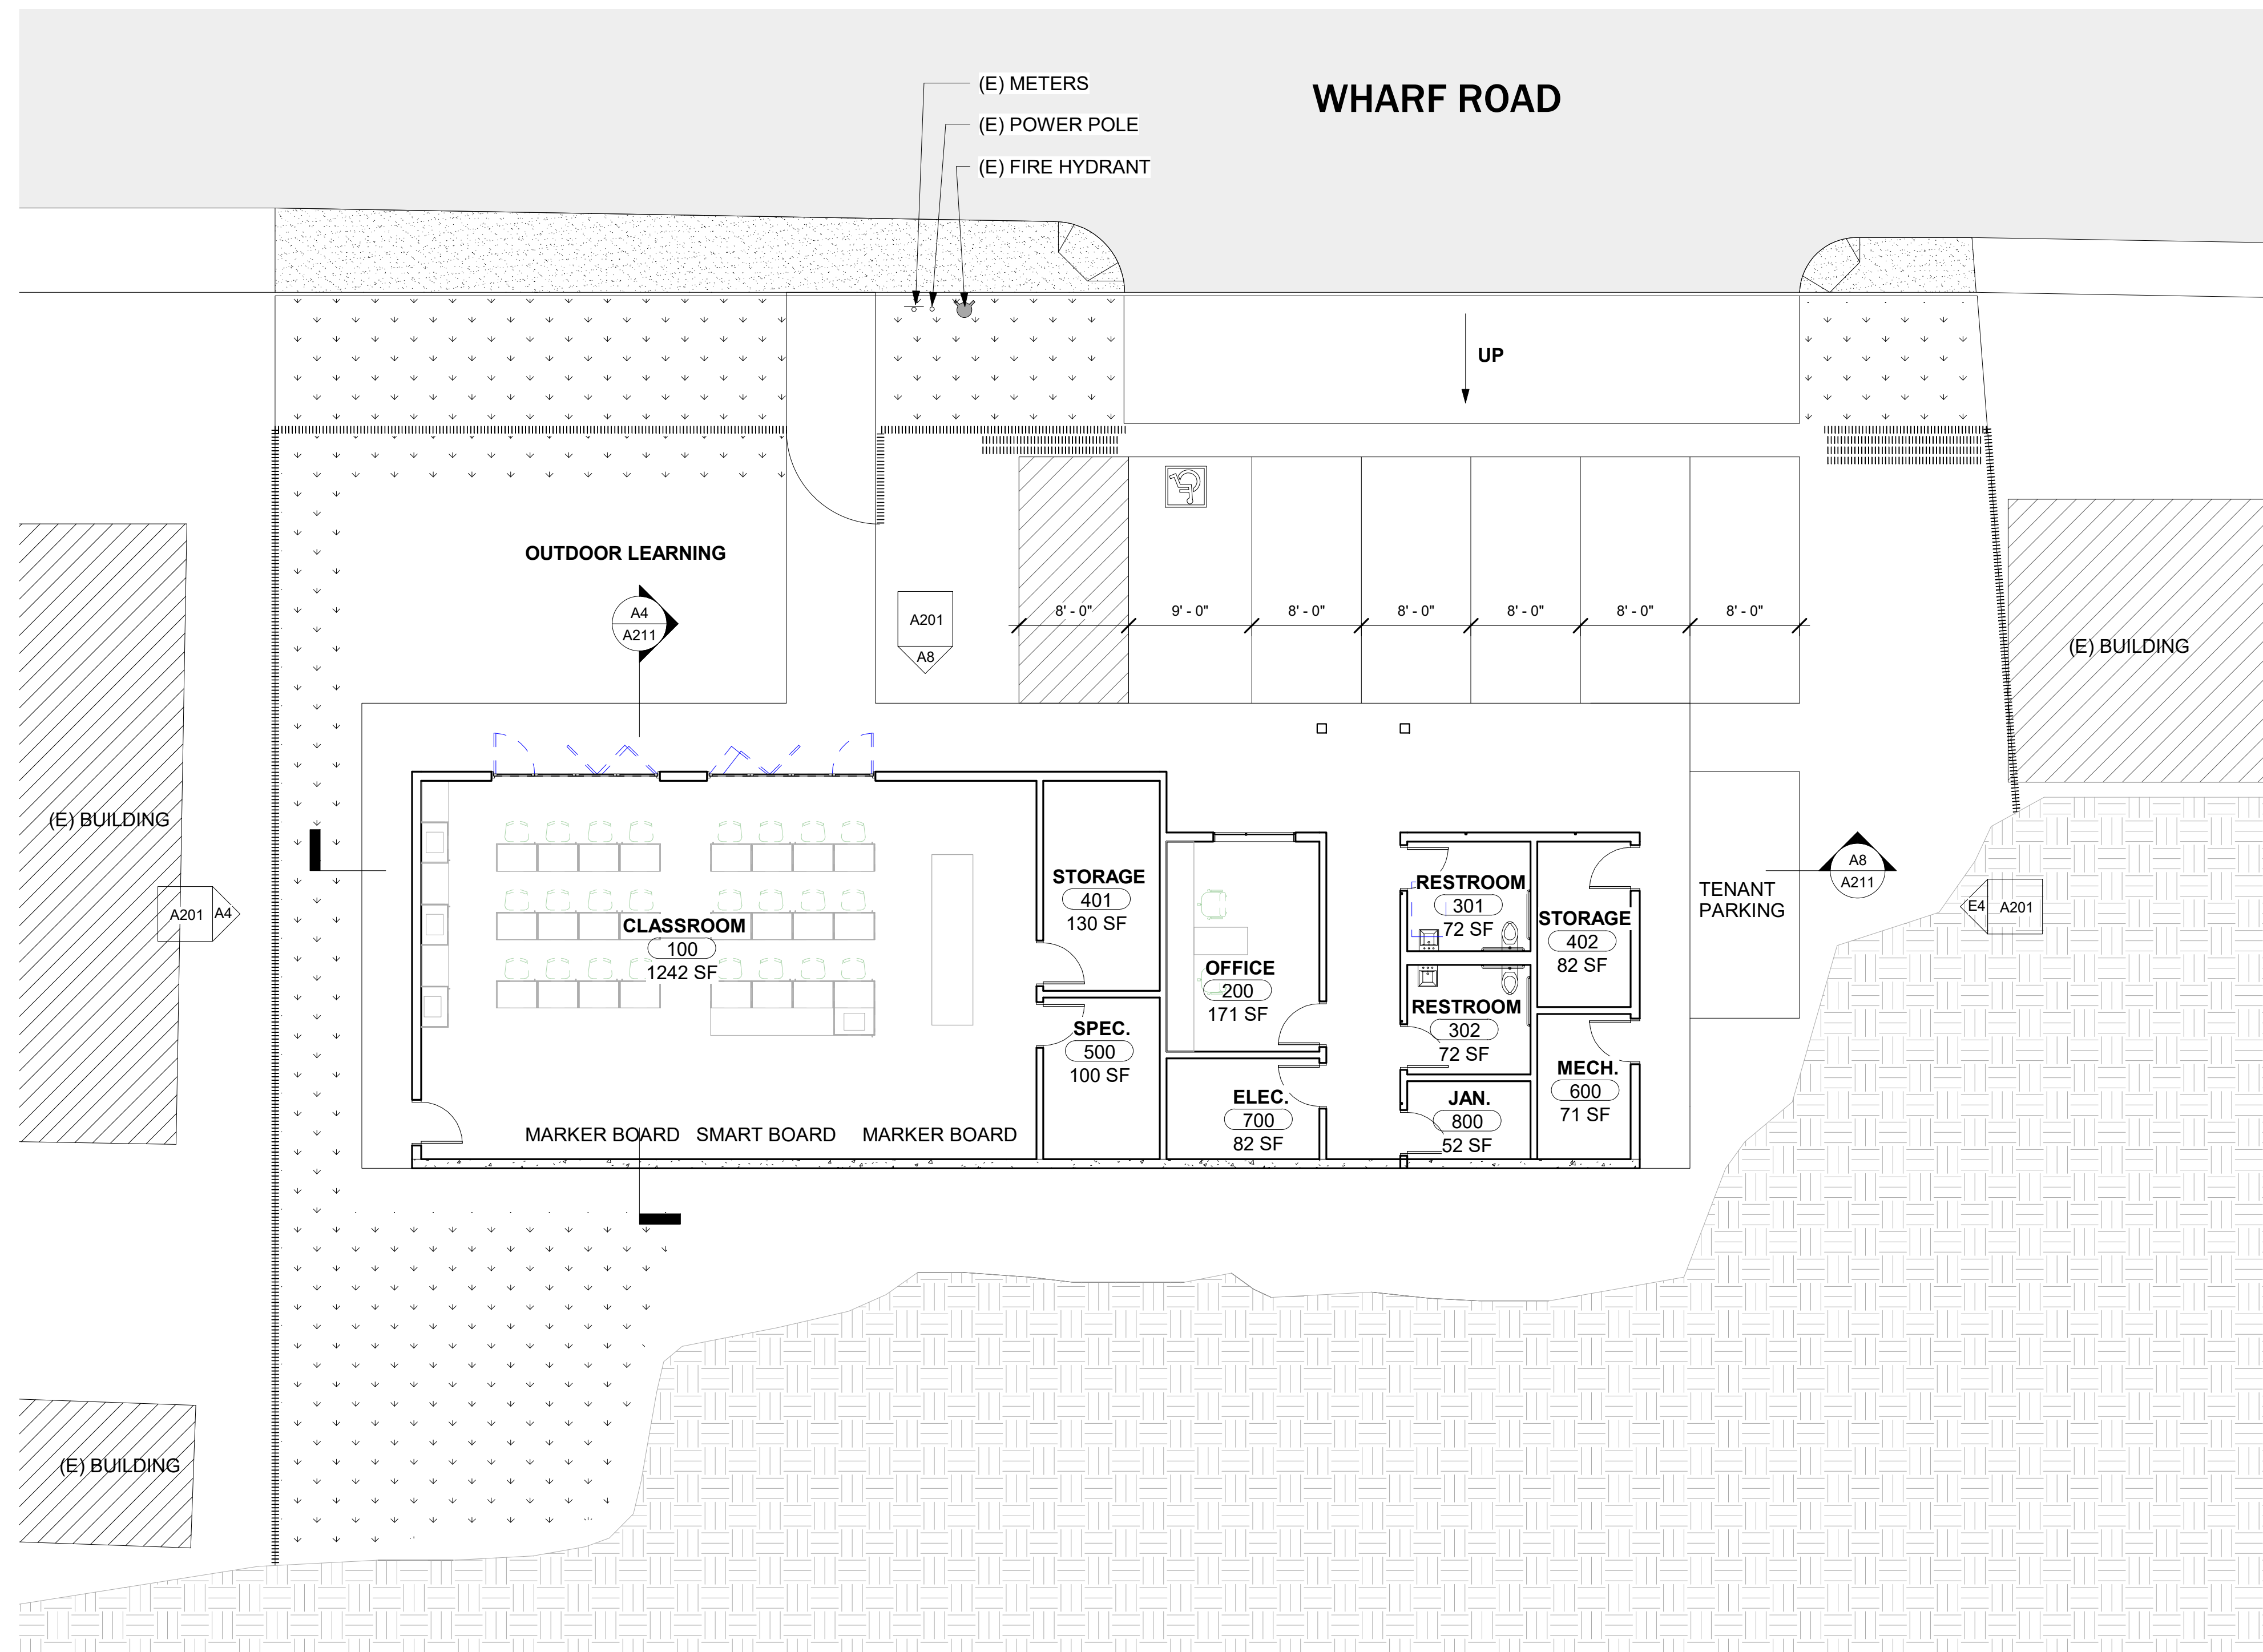 (E) METERS
WHARF ROAD
(E) POWER POLE
(E) FIRE HYDRANT
UP
OUTDOOR LEARNING
A4
A211
A201
A8
8' - 0"
9' - 0"
8' - 0"
8' - 0"
8' - 0"
8' - 0"
8' - 0"
(E) BUILDING
(E) BUILDING
A201
A4
CLASSROOM
100
1242 SF
STORAGE
401
130 SF
SPEC.
500
100 SF
OFFICE
200
171 SF
ELEC.
700
82 SF
RESTROOM
301
72 SF
RESTROOM
302
72 SF
JAN.
800
52 SF
STORAGE
402
82 SF
MECH.
600
71 SF
TENANT
PARKING
A8
A211
E4
A201
MARKER BOARD
SMART BOARD
MARKER BOARD
(E) BUILDING